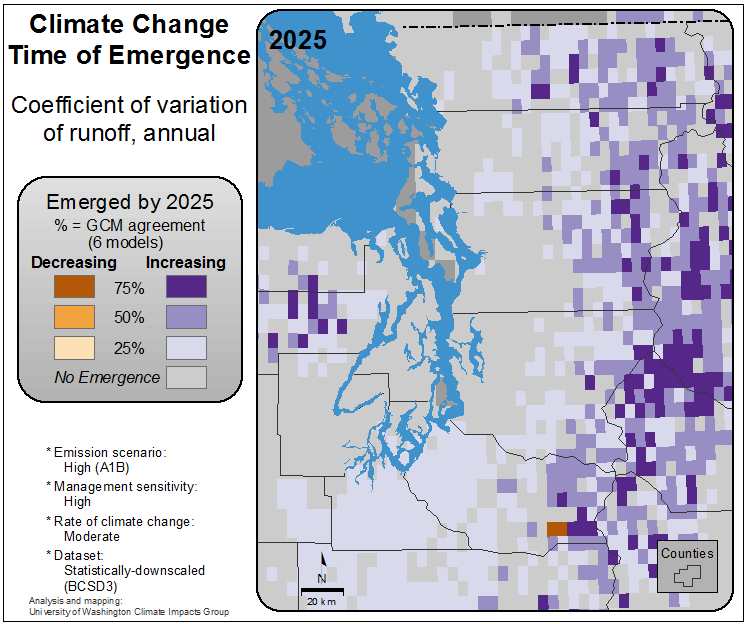 Climate Change
Time of Emergence
Coefficient of variation
of runoff, annual
Emerged by 2025
% = GCM agreement
(6 models)
Decreasing Increasing
75%
50%
25%
No Emergence
* Emission scenario:
High (A1B)
* Management sensitivity:
High
* Rate of climate change:
Moderate
* Dataset:
Statistically-downscaled
(BCSD3)
Analysis and mapping:
University of Washington Climate Impacts Group
2025
N
20 km
Counties